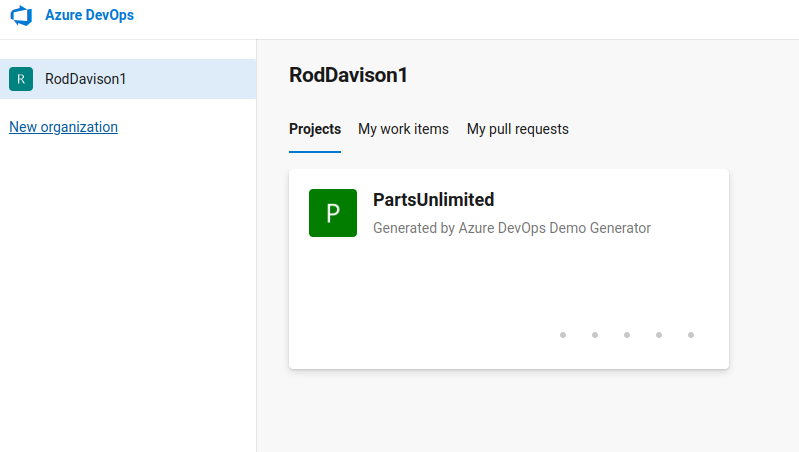 Azure DevOps
R RodDavison1
New organization
RodDavison1
Projects My work items My pull requests
P PartsUnlimited
Generated by Azure DevOps Demo Generator